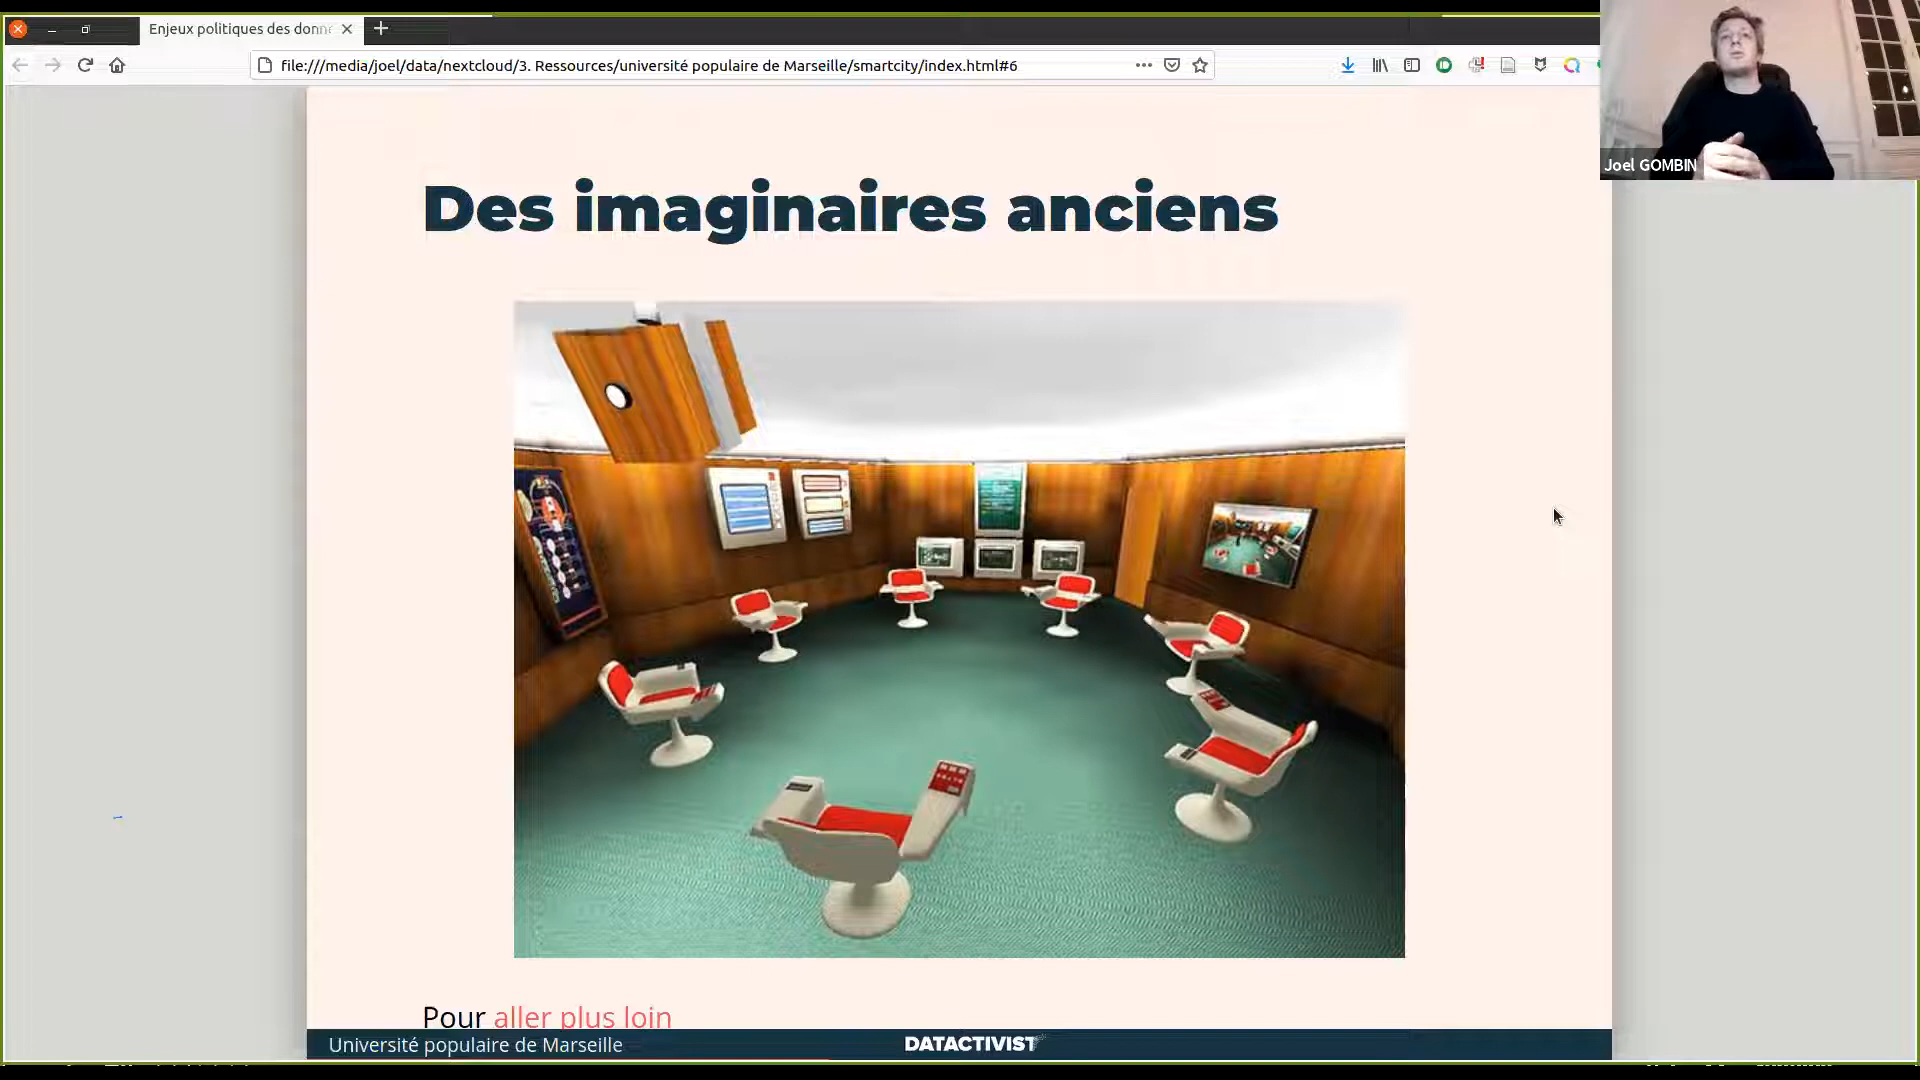 Enjeux politiques des donn
file:///media/joel/data/nextcloud/3. Ressources/université populaire de Marseille/smartcity/index.html#6
Joel GOMBIN
Des imaginaires anciens
Pour aller plus loin
Université populaire de Marseille
DATACTIVIST